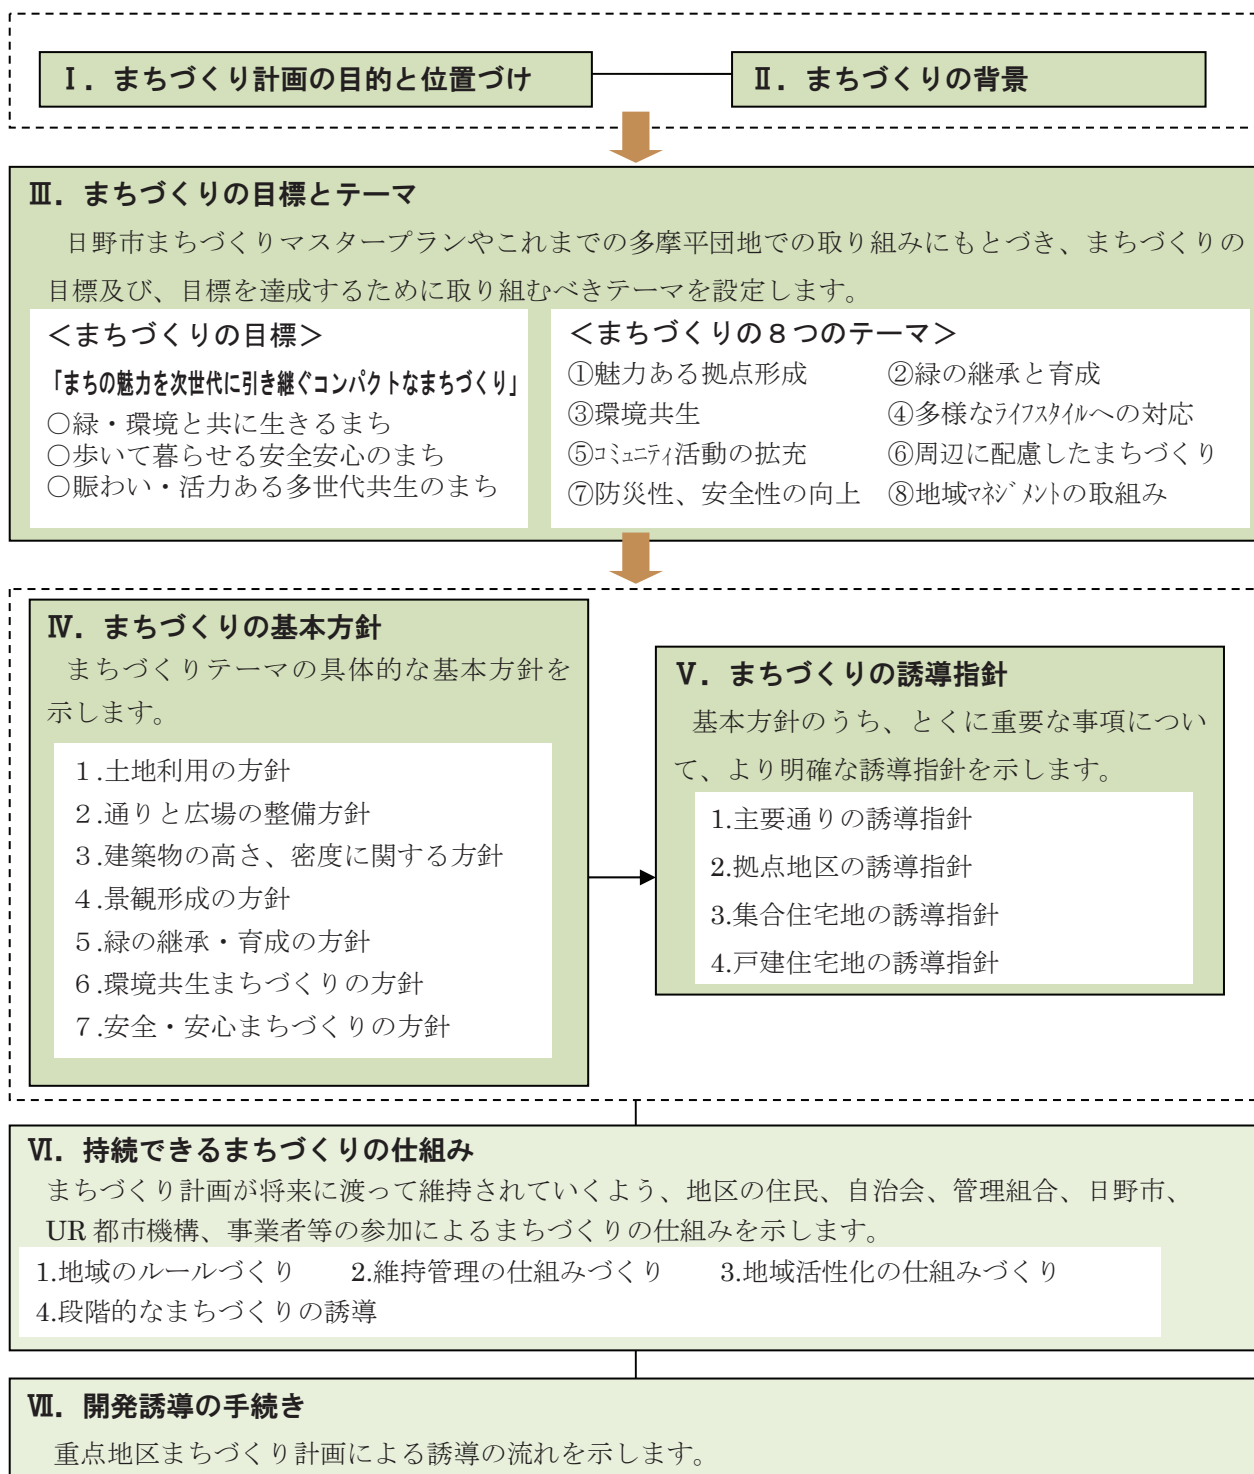 Ⅰ．まちづくり計画の目的と位置づけ
Ⅱ．まちづくりの背景
Ⅲ．まちづくりの目標とテーマ
日野市まちづくりマスタープランやこれまでの多摩平団地での取り組みにもとづき、まちづくりの
目標及び、目標を達成するために取り組むべきテーマを設定します。
＜まちづくりの目標＞
「まちの魅力を次世代に引き継ぐコンパクトなまちづくり」
○緑・環境と共に生きるまち
○歩いて暮らせる安全安心のまち
○賑わい・活力ある多世代共生のまち
＜まちづくりの８つのテーマ＞
①魅力ある拠点形成 ②緑の継承と育成
③環境共生 ④多様なﾗｲﾌｽﾀｲﾙへの対応
⑤ｺﾐｭﾆﾃｨ活動の拡充 ⑥周辺に配慮したまちづくり
⑦防災性、安全性の向上 ⑧地域ﾏﾈｼﾞﾒﾝﾄの取組み
Ⅳ．まちづくりの基本方針
まちづくりテーマの具体的な基本方針を
示します。
１.土地利用の方針
２.通りと広場の整備方針
３.建築物の高さ、密度に関する方針
４.景観形成の方針
５.緑の継承・育成の方針
６.環境共生まちづくりの方針
７.安全・安心まちづくりの方針
Ⅴ．まちづくりの誘導指針
基本方針のうち、とくに重要な事項につい
て、より明確な誘導指針を示します。
1.主要通りの誘導指針
2.拠点地区の誘導指針
3.集合住宅地の誘導指針
4.戸建住宅地の誘導指針
Ⅵ．持続できるまちづくりの仕組み
まちづくり計画が将来に渡って維持されていくよう、地区の住民、自治会、管理組合、日野市、
UR 都市機構、事業者等の参加によるまちづくりの仕組みを示します。
1.地域のルールづくり 2.維持管理の仕組みづくり 3.地域活性化の仕組みづくり
4.段階的なまちづくりの誘導
Ⅶ．開発誘導の手続き
重点地区まちづくり計画による誘導の流れを示します。